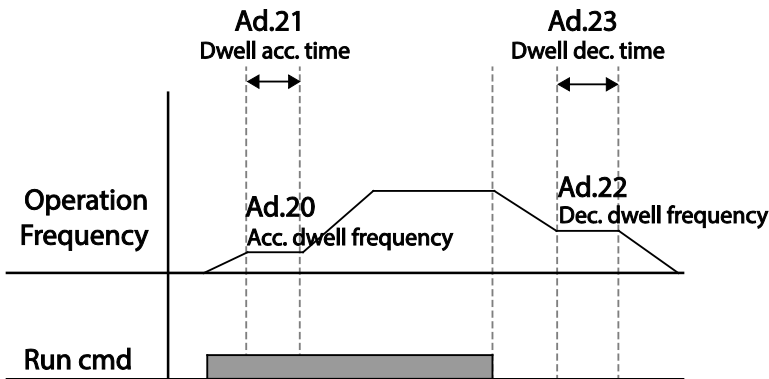 Ad.21
Dwell acc. time
Ad.23
Dwell dec. time
Operation
Frequency
Ad.20
Acc. dwell frequency
Ad.22
Dec. dwell frequency
Run cmd